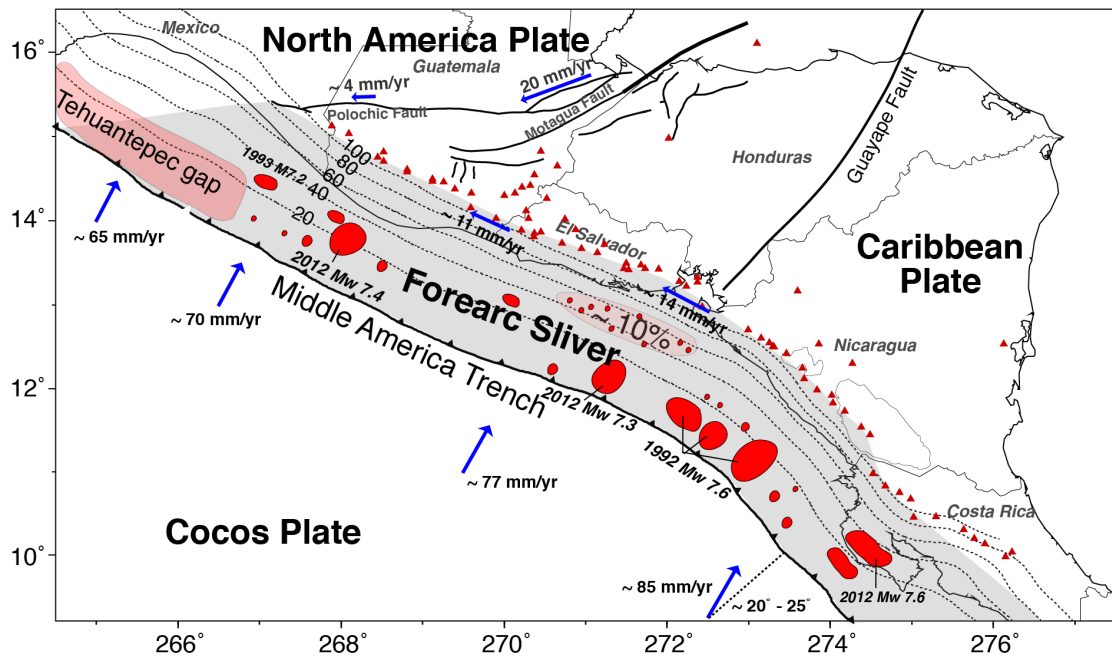 16°
14°
12°
10°
266°
268°
270°
272°
274°
276°
Mexico
North America Plate
Guatemala
~ 4 mm/yr
20 mm/yr
Polochic Fault
Motagua Fault
Guayape Fault
Honduras
Tehuantepec gap
1993 M7.2
100
80
60
40
20
~ 65 mm/yr
~ 11 mm/yr
El Salvador
Caribbean
Plate
2012 Mw 7.4
Forearc Sliver
~ 14 mm/yr
~ 10%
~ 70 mm/yr
Middle America Trench
Nicaragua
2012 Mw 7.3
1992 Mw 7.6
~ 77 mm/yr
Cocos Plate
Costa Rica
~ 85 mm/yr
~ 20° - 25°
2012 Mw 7.6